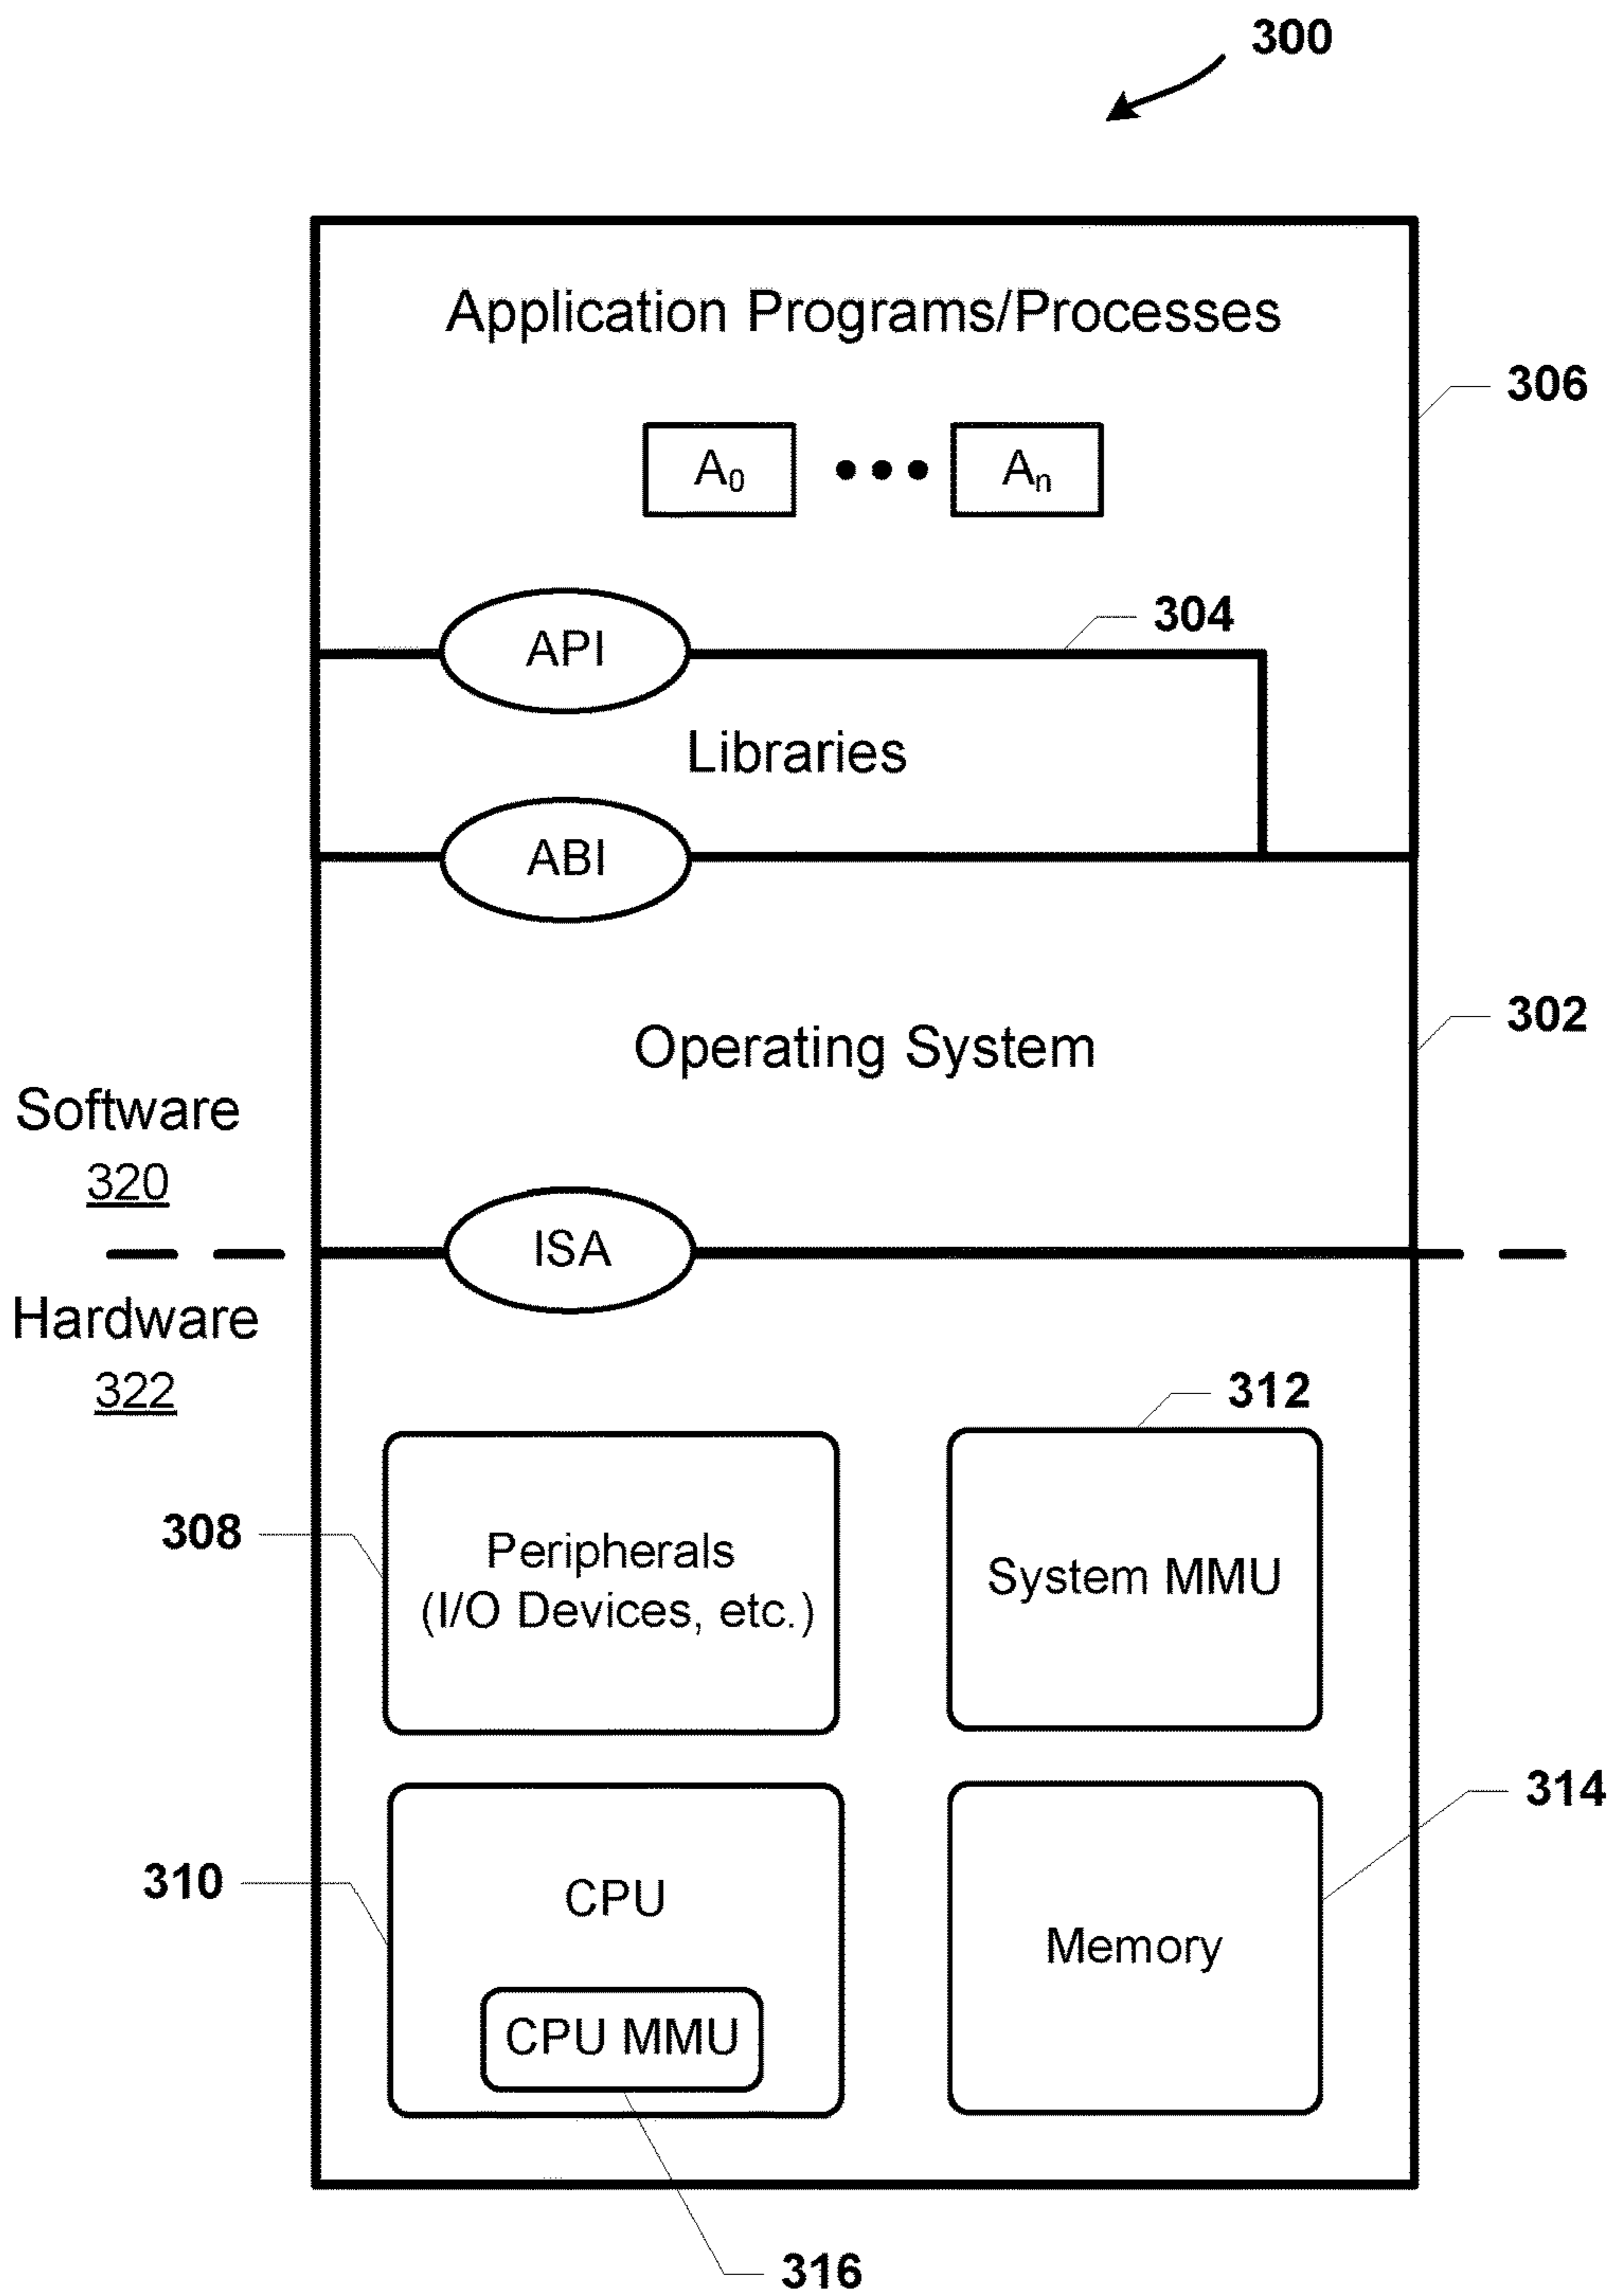 300
Application Programs/Processes
306
A0 ••• An
API
304
Libraries
ABI
302
Operating System
Software
320
ISA
Hardware
322
312
308
Peripherals
(I/O Devices, etc.)
System MMU
314
310
CPU
Memory
CPU MMU
316